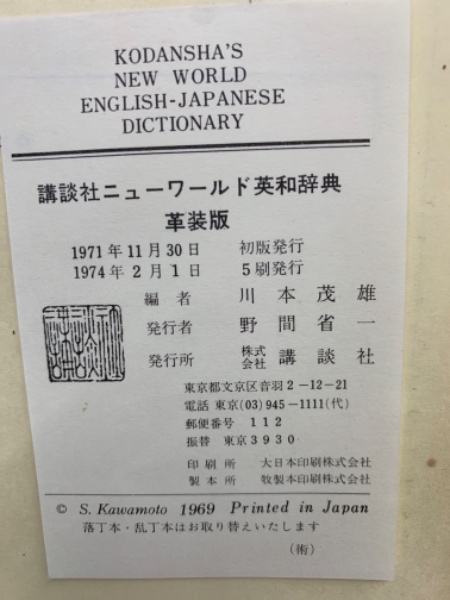 KODANSHA'S
NEW WORLD
ENGLISH-JAPANESE
DICTIONARY
講談社ニューワールド英和辞典
革装版
1971年11月30日 初版発行
1974年2月1日 5刷発行
編者 川本茂雄
発行者 野間省一
発行所 株式会社 講談社
東京都文京区音羽2-12-21
電話 東京(03)945-1111(代)
郵便番号 112
振替 東京3930
印刷所 大日本印刷株式会社
製本所 牧製本印刷株式会社
© S. Kawamoto 1969 Printed in Japan
落丁本・乱丁本はお取り替えいたします
(術)